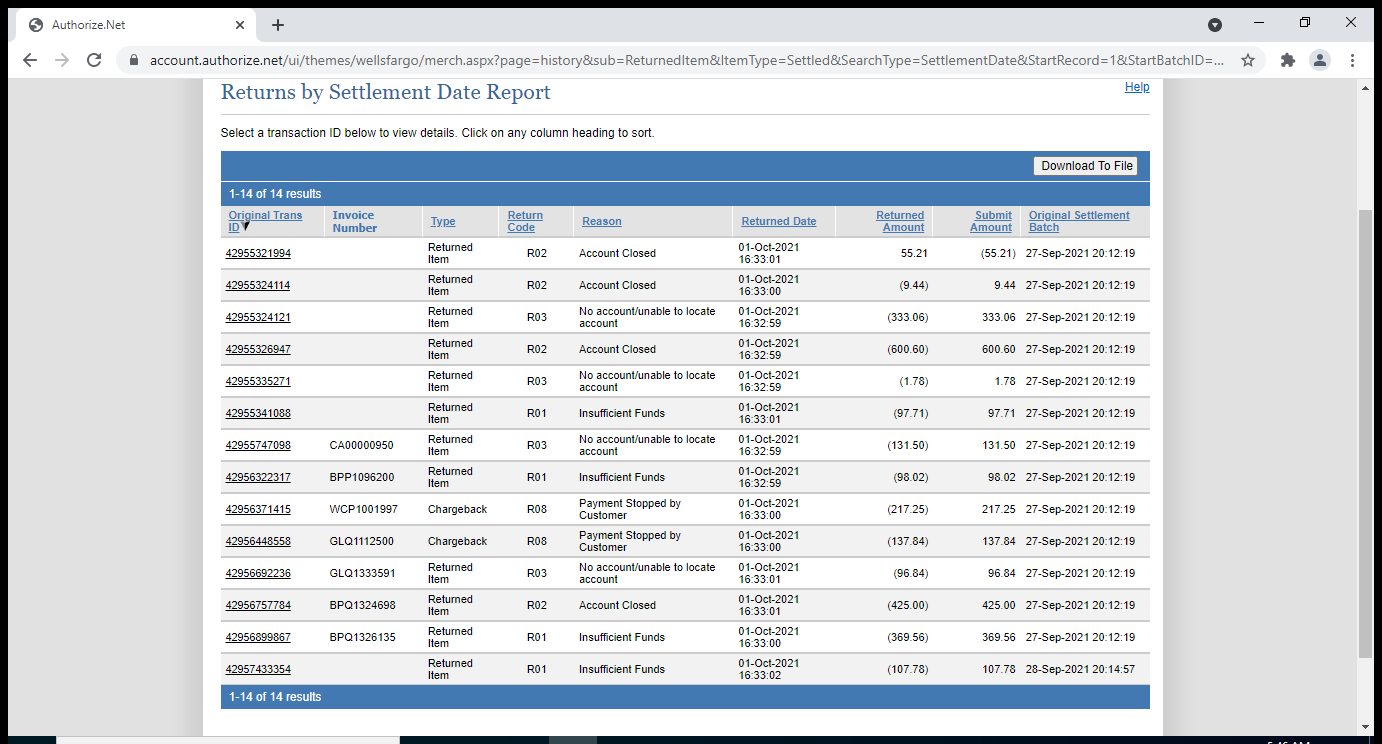 Authorize.Net
account.authorize.net/ui/themes/wellsfargo/merch.aspx?page=history&sub=ReturnedItem&ItemType=Settled&SearchType=SettlementDate&StartRecord=1&StartBatchID=...
Returns by Settlement Date Report Help
Select a transaction ID below to view details. Click on any column heading to sort.
Download To File
1-14 of 14 results
Original Trans ID Invoice Number Type Return Code Reason Returned Date Returned Amount Submit Amount Original Settlement Batch
42955321994 Returned Item R02 Account Closed 01-Oct-2021 16:33:01 55.21 (55.21) 27-Sep-2021 20:12:19
42955324114 Returned Item R02 Account Closed 01-Oct-2021 16:33:00 (9.44) 9.44 27-Sep-2021 20:12:19
42955324121 Returned Item R03 No account/unable to locate account 01-Oct-2021 16:32:59 (333.06) 333.06 27-Sep-2021 20:12:19
42955326947 Returned Item R02 Account Closed 01-Oct-2021 16:32:59 (600.60) 600.60 27-Sep-2021 20:12:19
42955335271 Returned Item R03 No account/unable to locate account 01-Oct-2021 16:32:59 (1.78) 1.78 27-Sep-2021 20:12:19
42955341088 Returned Item R01 Insufficient Funds 01-Oct-2021 16:33:01 (97.71) 97.71 27-Sep-2021 20:12:19
42955747098 CA00000950 Returned Item R03 No account/unable to locate account 01-Oct-2021 16:32:59 (131.50) 131.50 27-Sep-2021 20:12:19
42956322317 BPP1096200 Returned Item R01 Insufficient Funds 01-Oct-2021 16:32:59 (98.02) 98.02 27-Sep-2021 20:12:19
42956371415 WCP1001997 Chargeback R08 Payment Stopped by Customer 01-Oct-2021 16:33:00 (217.25) 217.25 27-Sep-2021 20:12:19
42956448558 GLQ1112500 Chargeback R08 Payment Stopped by Customer 01-Oct-2021 16:33:00 (137.84) 137.84 27-Sep-2021 20:12:19
42956692236 GLQ1333591 Returned Item R03 No account/unable to locate account 01-Oct-2021 16:33:01 (96.84) 96.84 27-Sep-2021 20:12:19
42956757784 BPQ1324698 Returned Item R02 Account Closed 01-Oct-2021 16:33:01 (425.00) 425.00 27-Sep-2021 20:12:19
42956899867 BPQ1326135 Returned Item R01 Insufficient Funds 01-Oct-2021 16:33:00 (369.56) 369.56 27-Sep-2021 20:12:19
42957433354 Returned Item R01 Insufficient Funds 01-Oct-2021 16:33:02 (107.78) 107.78 28-Sep-2021 20:14:57
1-14 of 14 results